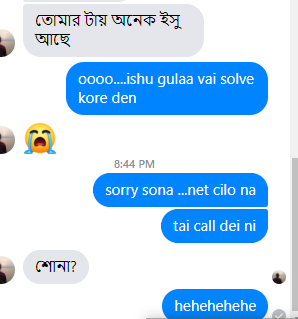 তোমার টায় অনেক ইসু
আছে
oooo....ishu gulaa vai solve
kore den
8:44 PM
sorry sona ...net cilo na
tai call dei ni
শোনা?
hehehehehe